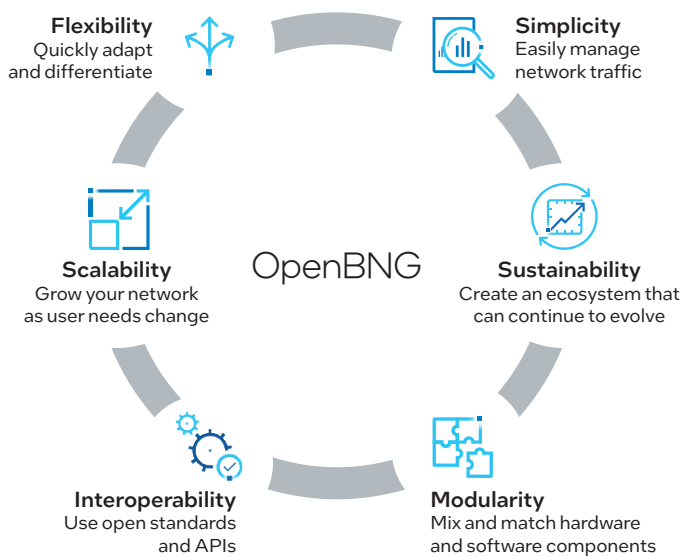 Flexibility
Quickly adapt
and differentiate
Simplicity
Easily manage
network traffic
Scalability
Grow your network
as user needs change
OpenBNG
Sustainability
Create an ecosystem that
can continue to evolve
Interoperability
Use open standards
and APIs
Modularity
Mix and match hardware
and software components